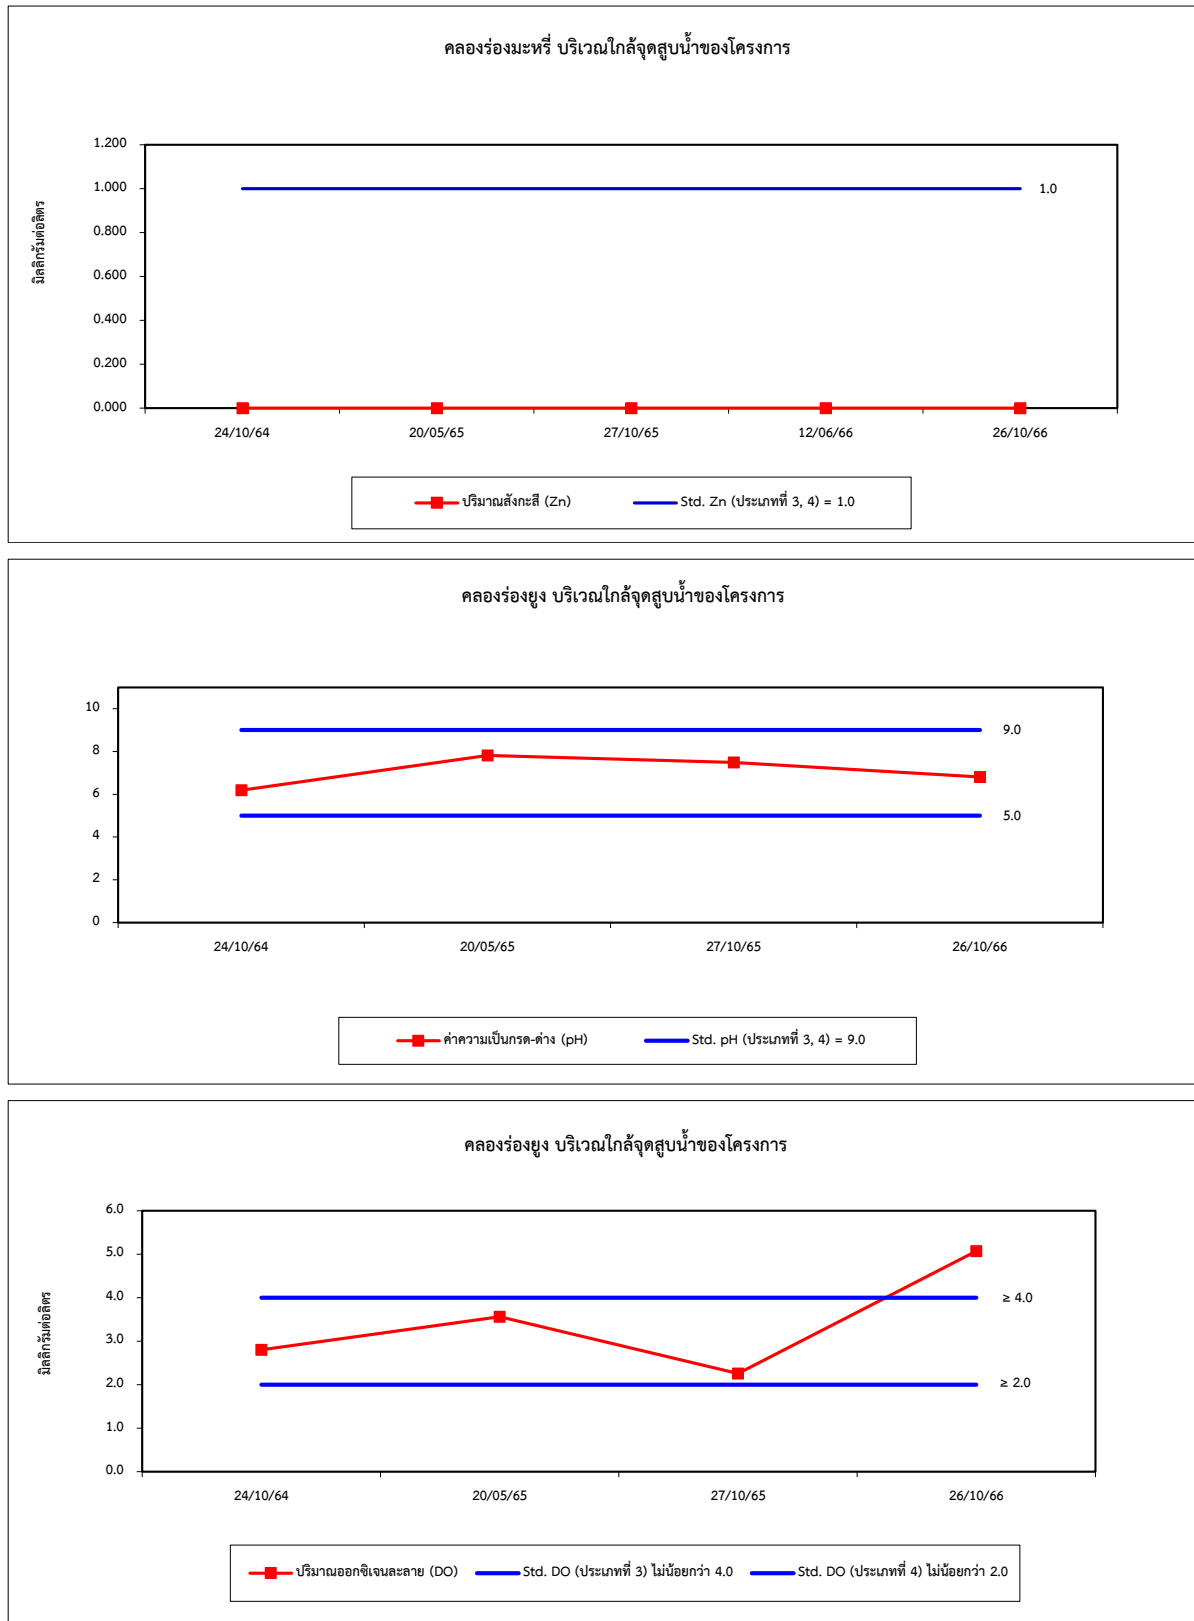 คลองร่องมะหรี่ บริเวณใกล้จุดสูบน้ำของโครงการ
มิลลิกรัมต่อลิตร
1.200
1.000
0.800
0.600
0.400
0.200
0.000
1.0
24/10/64 20/05/65 27/10/65 12/06/66 26/10/66
ปริมาณสังกะสี (Zn) Std. Zn (ประเภทที่ 3, 4) = 1.0
คลองร่องยูง บริเวณใกล้จุดสูบน้ำของโครงการ
10
8
6
4
2
0
9.0
5.0
24/10/64 20/05/65 27/10/65 26/10/66
ค่าความเป็นกรด-ด่าง (pH) Std. pH (ประเภทที่ 3, 4) = 9.0
คลองร่องยูง บริเวณใกล้จุดสูบน้ำของโครงการ
มิลลิกรัมต่อลิตร
6.0
5.0
4.0
3.0
2.0
1.0
0.0
≥ 4.0
≥ 2.0
24/10/64 20/05/65 27/10/65 26/10/66
ปริมาณออกซิเจนละลาย (DO) Std. DO (ประเภทที่ 3) ไม่น้อยกว่า 4.0 Std. DO (ประเภทที่ 4) ไม่น้อยกว่า 2.0